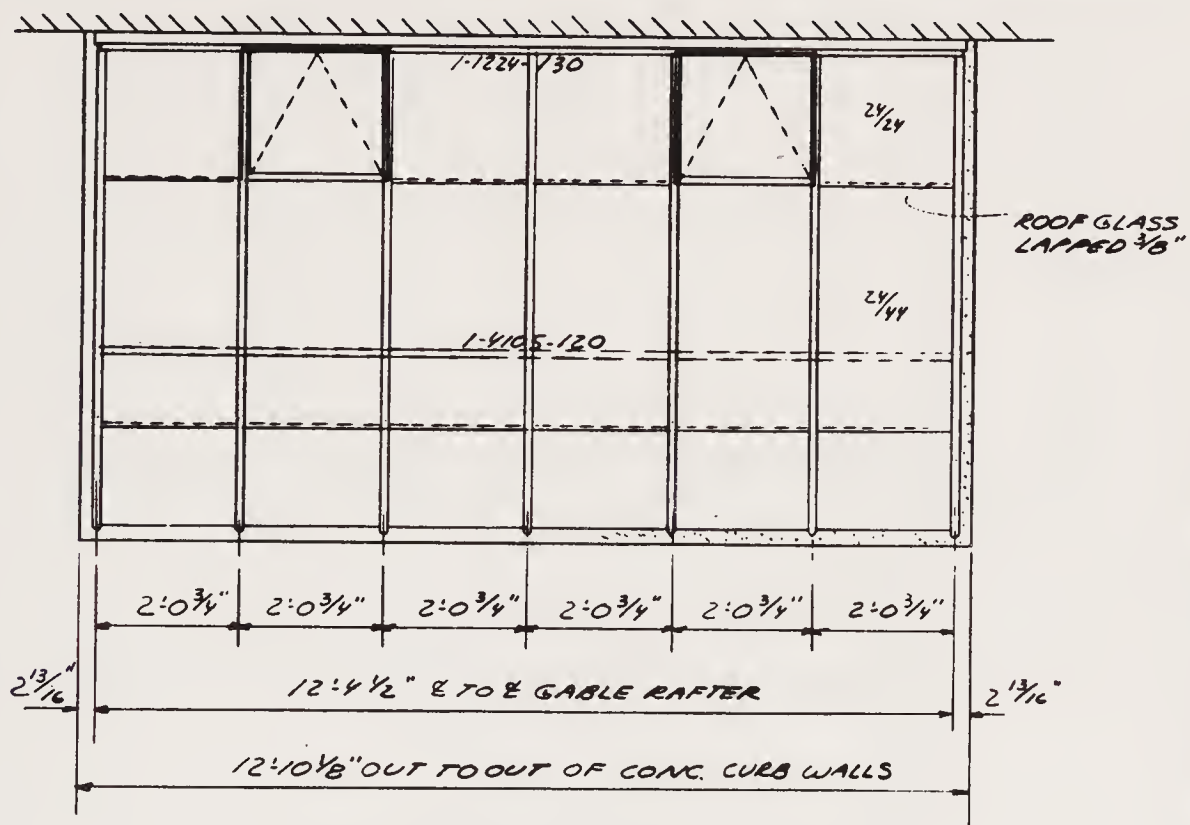 1-1224-130
24/24
ROOF GLASS
LAPPED 3/8"
24/44
1-4105-120
2'-0 3/4" 2'-0 3/4" 2'-0 3/4" 2'-0 3/4" 2'-0 3/4" 2'-0 3/4"
2 13/16" 12'-4 1/2" ℄ TO ℄ GABLE RAFTER 2 13/16"
12'-10 1/8" OUT TO OUT OF CONC. CURB WALLS